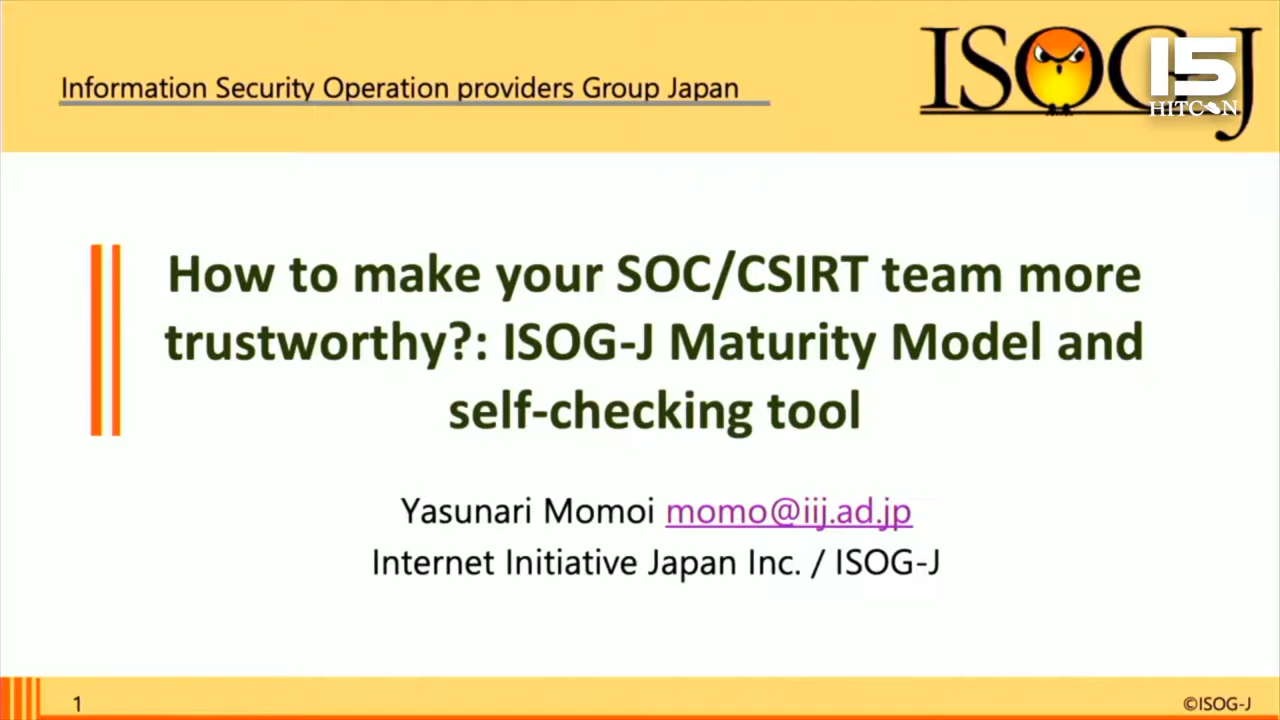 Information Security Operation providers Group Japan
ISOG-J
15
HITCON
How to make your SOC/CSIRT team more
trustworthy?: ISOG-J Maturity Model and
self-checking tool
Yasunari Momoi momo@iij.ad.jp
Internet Initiative Japan Inc. / ISOG-J
1
©ISOG-J